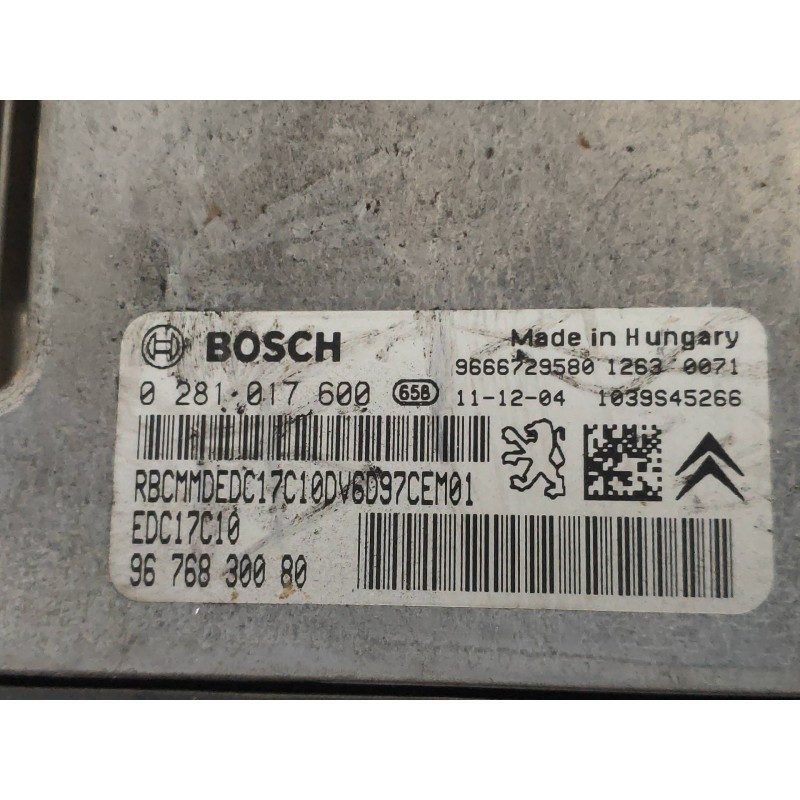 BOSCH
Made in Hungary
9666729580 1263 0071
0 281 017 600 658 11-12-04 1039S45266
RBCMMDEDC17C10DV6D97CEM01
EDC17C10
96 768 300 80